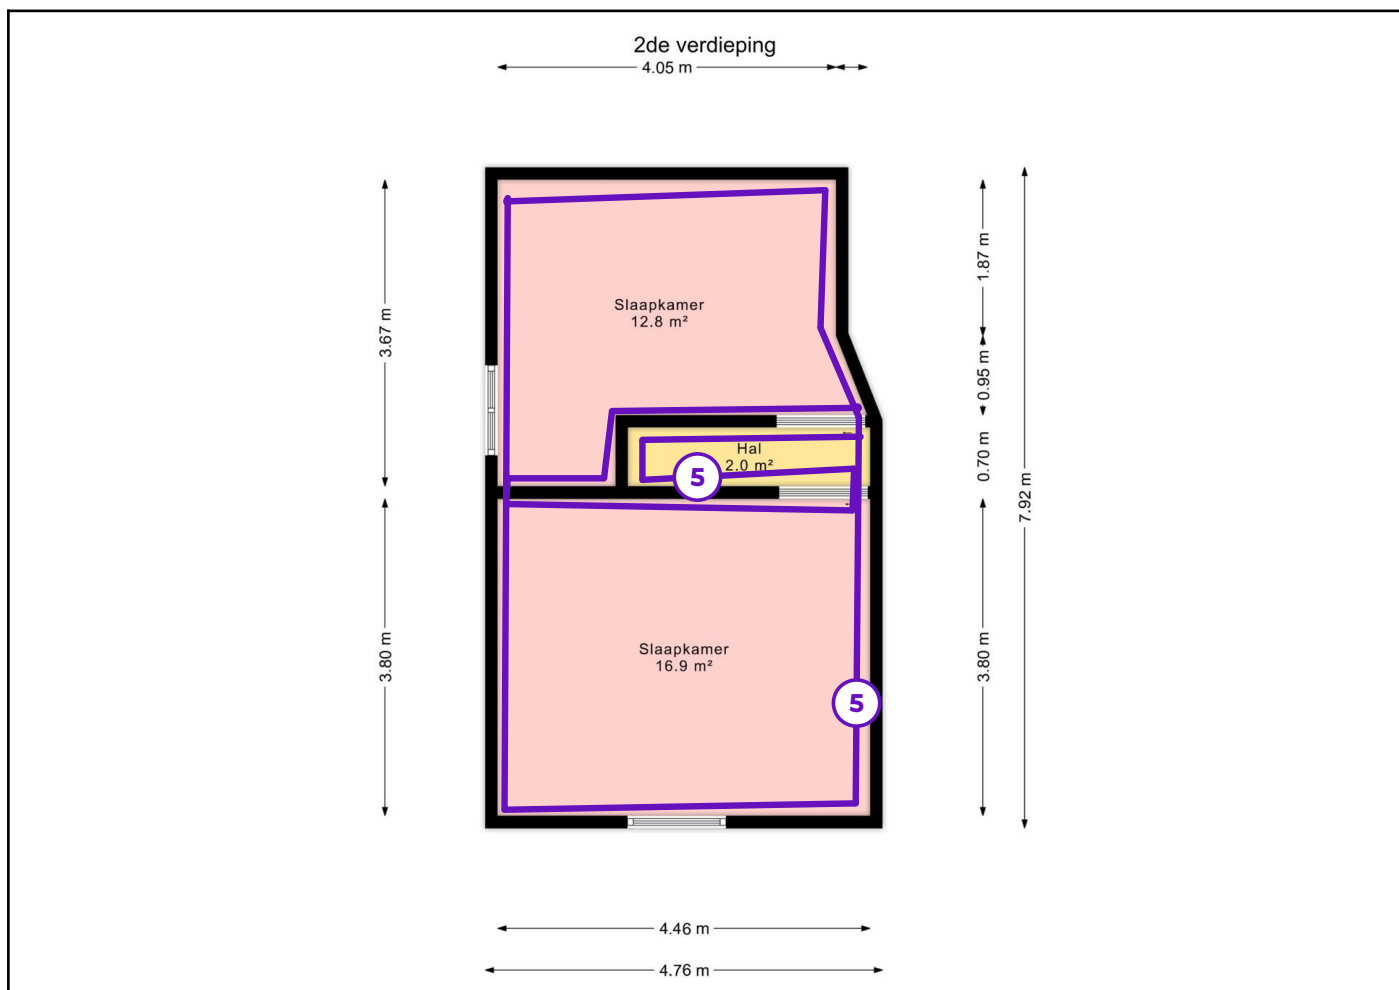 2de verdieping
4.05 m
3.67 m
1.87 m
Slaapkamer
12.8 m²
0.95 m
0.70 m
Hal
2.0 m²
5
7.92 m
3.80 m
Slaapkamer
16.9 m²
3.80 m
5
4.46 m
4.76 m